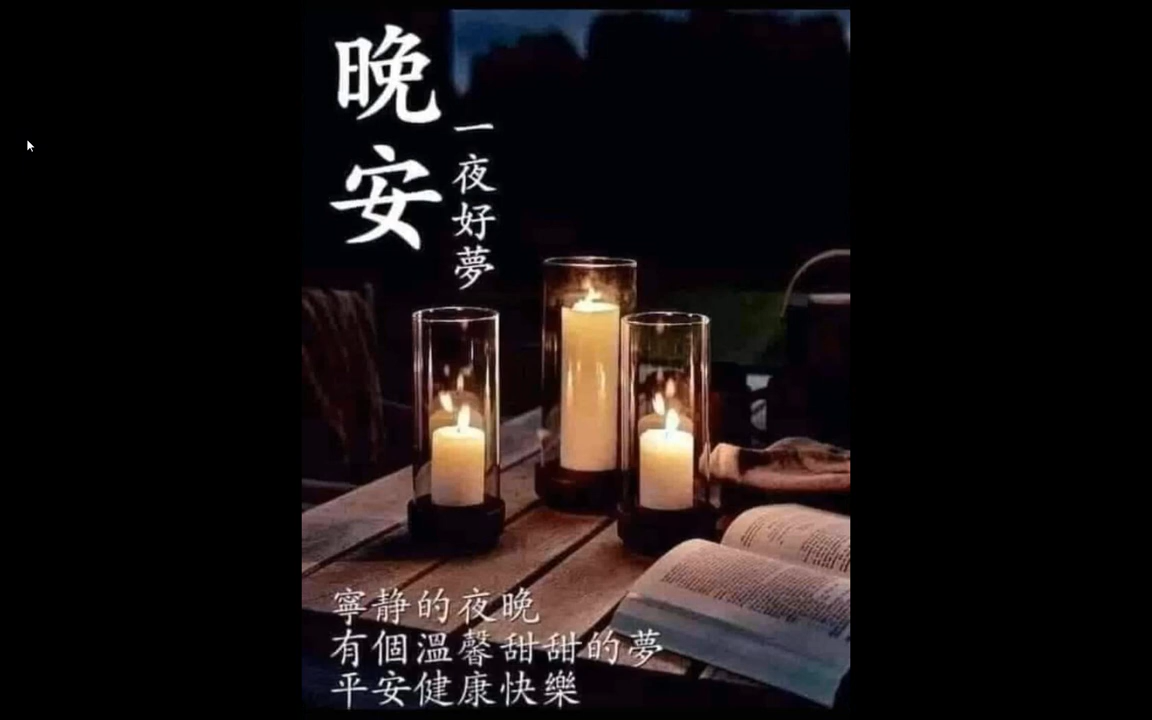 晚安
一夜好夢
寧静的夜晚
有個溫馨甜甜的夢
平安健康快樂